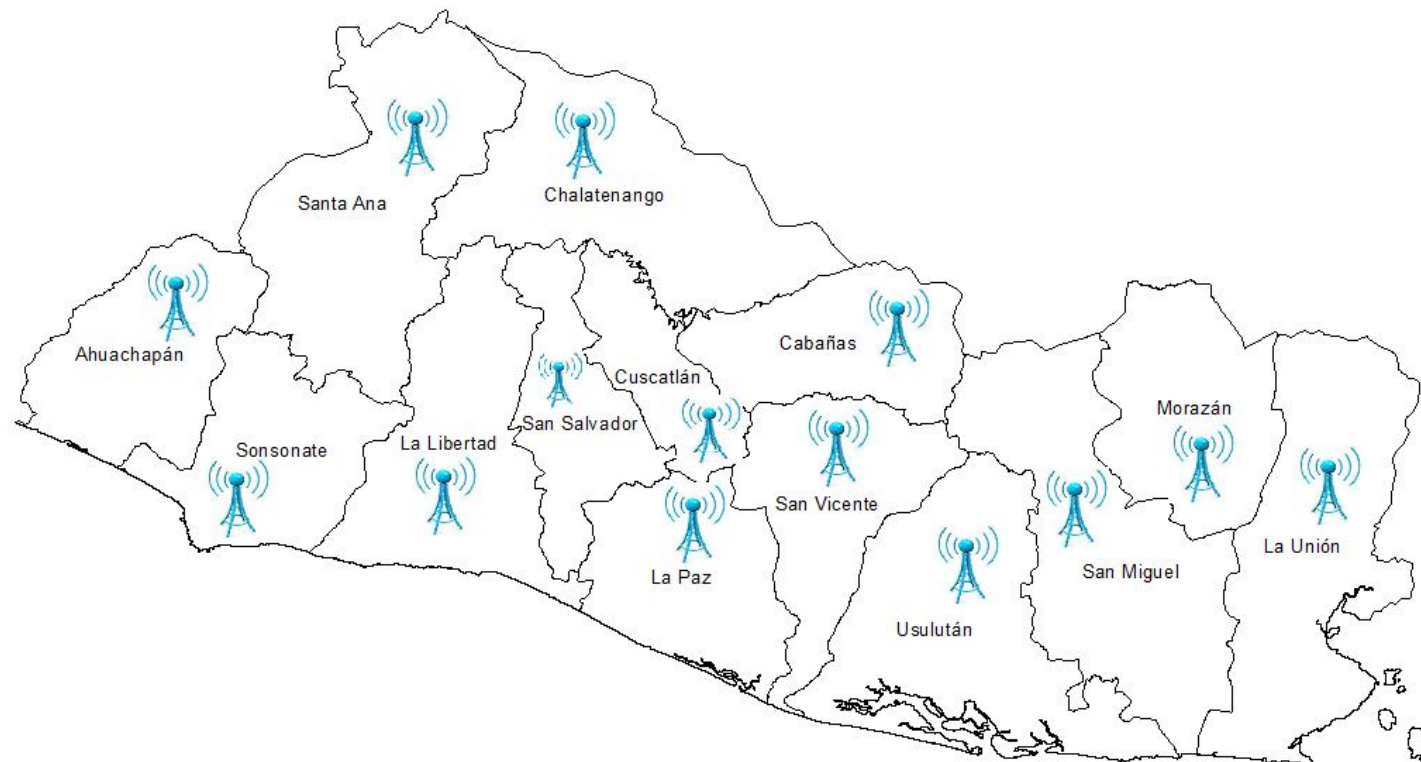 Chalatenango
Santa Ana
Cabañas
Ahuachapán
Cuscatlán
Morazán
San Salvador
La Libertad
Sonsonate
San Vicente
La Unión
San Miguel
La Paz
Usulután